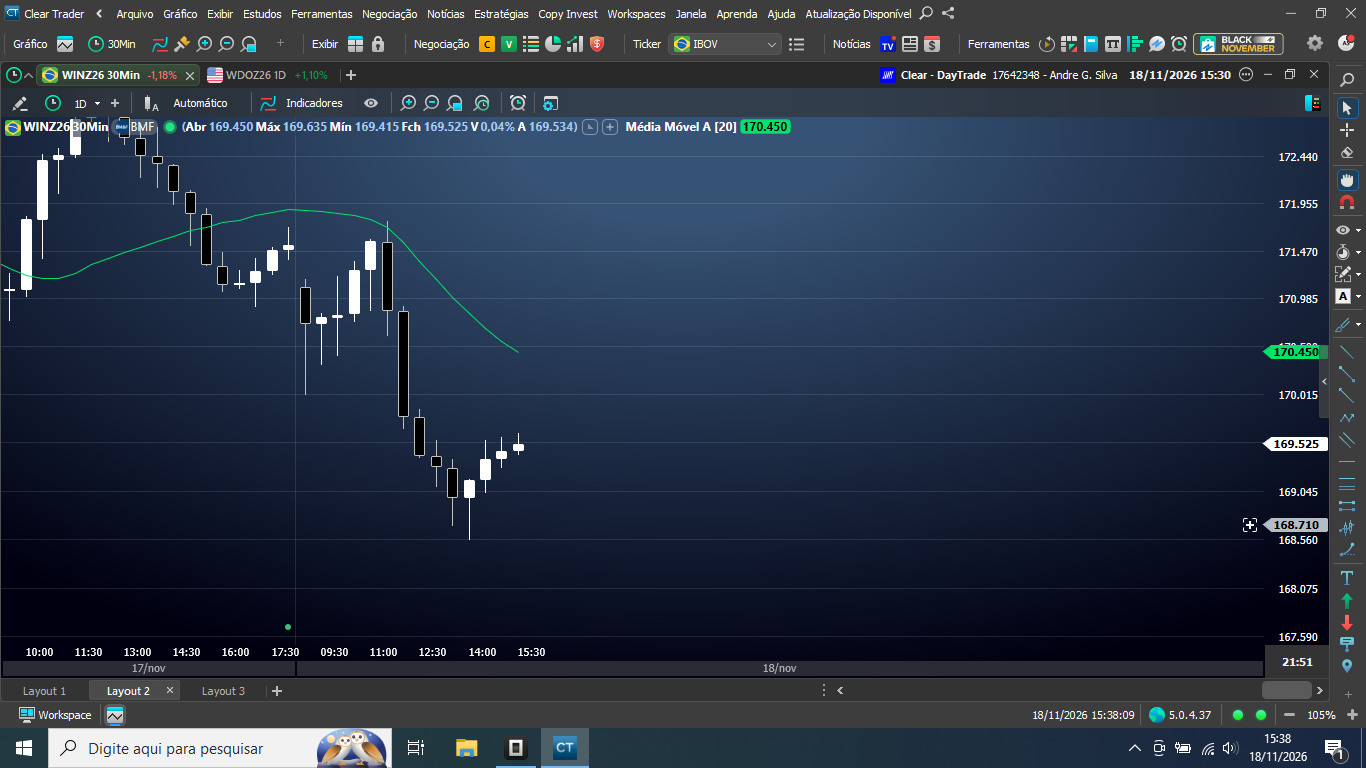 Clear Trader Arquivo Gráfico Exibir Estudos Ferramentas Negociação Notícias Estratégias Copy Invest Workspaces Janela Aprenda Ajuda Atualização Disponível
Gráfico 30Min Exibir Negociação C V Ticker IBOV Notícias TV Ferramentas BLACK NOVEMBER
WINZ26 30Min -1,18% WDOZ26 1D +1,10% Clear - DayTrade 17642348 - Andre G. Silva 18/11/2026 15:30
1D Automático Indicadores
WINZ26 30Min BMF (Abr 169.450 Máx 169.635 Mín 169.415 Fch 169.525 V 0,04% A 169.534) Média Móvel A [20] 170.450
172.440
171.955
171.470
170.985
170.450
170.015
169.525
169.045
168.710
168.560
168.075
167.590
10:00 11:30 13:00 14:30 16:00 17:30 09:30 11:00 12:30 14:00 15:30
17/nov 18/nov 21:51
Layout 1 Layout 2 Layout 3
Workspace 18/11/2026 15:38:09 5.0.4.37 105%
Digite aqui para pesquisar CT 15:38
18/11/2026 1